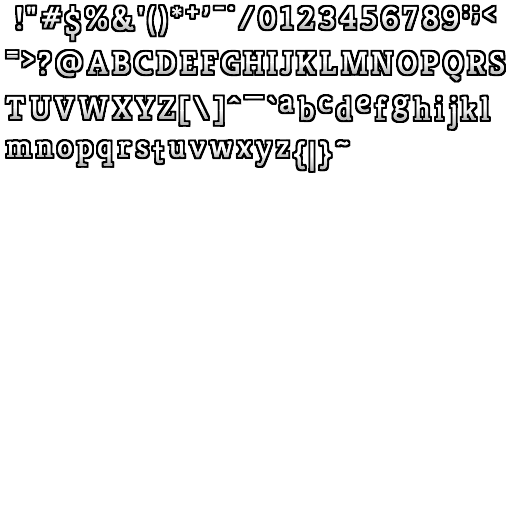 !"#$%&'()*+,-./0123456789:;<
=>?@ABCDEFGHIJKLMNOPQRS
TUVWXYZ[\]^_`abcdefghijkl
mnopqrstuvwxyz{|}~